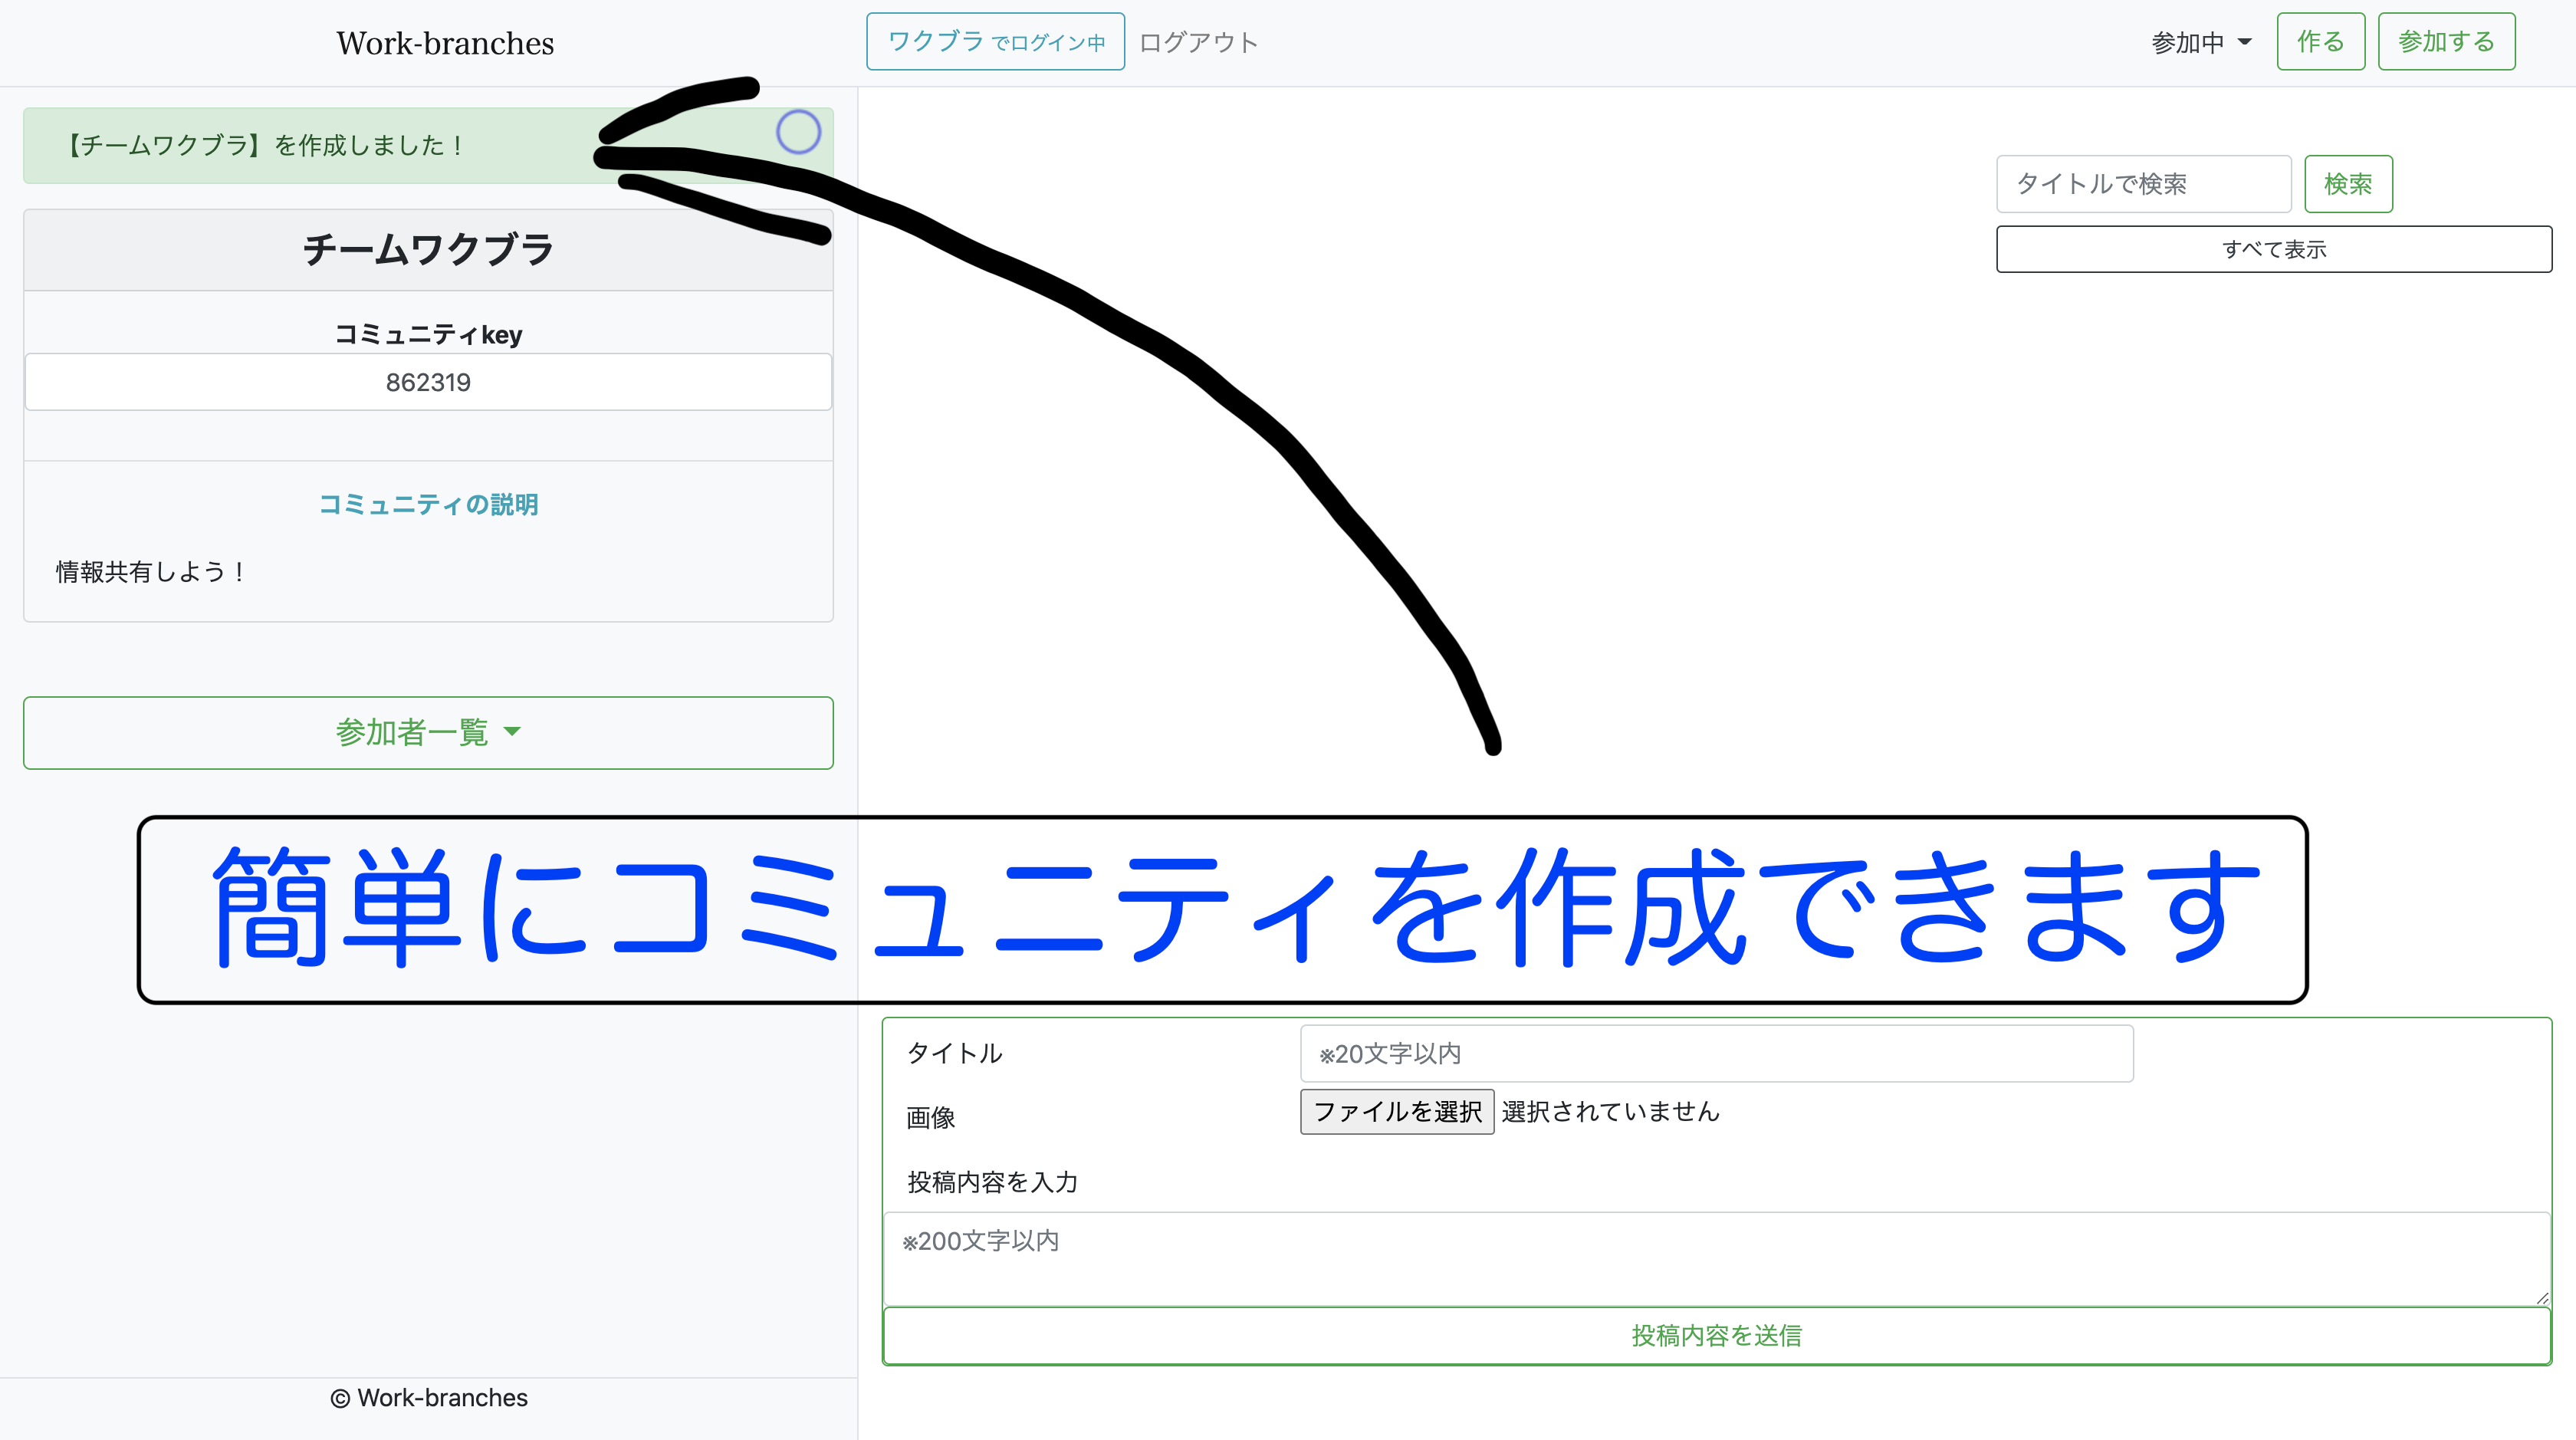 Work-branches
ワクブラ でログイン中 ログアウト
参加中 作る 参加する
【チームワクブラ】を作成しました！
チームワクブラ
コミュニティkey
862319
コミュニティの説明
情報共有しよう！
参加者一覧
タイトルで検索 検索
すべて表示
簡単にコミュニティを作成できます
タイトル ※20文字以内
画像 ファイルを選択 選択されていません
投稿内容を入力
※200文字以内
投稿内容を送信
© Work-branches